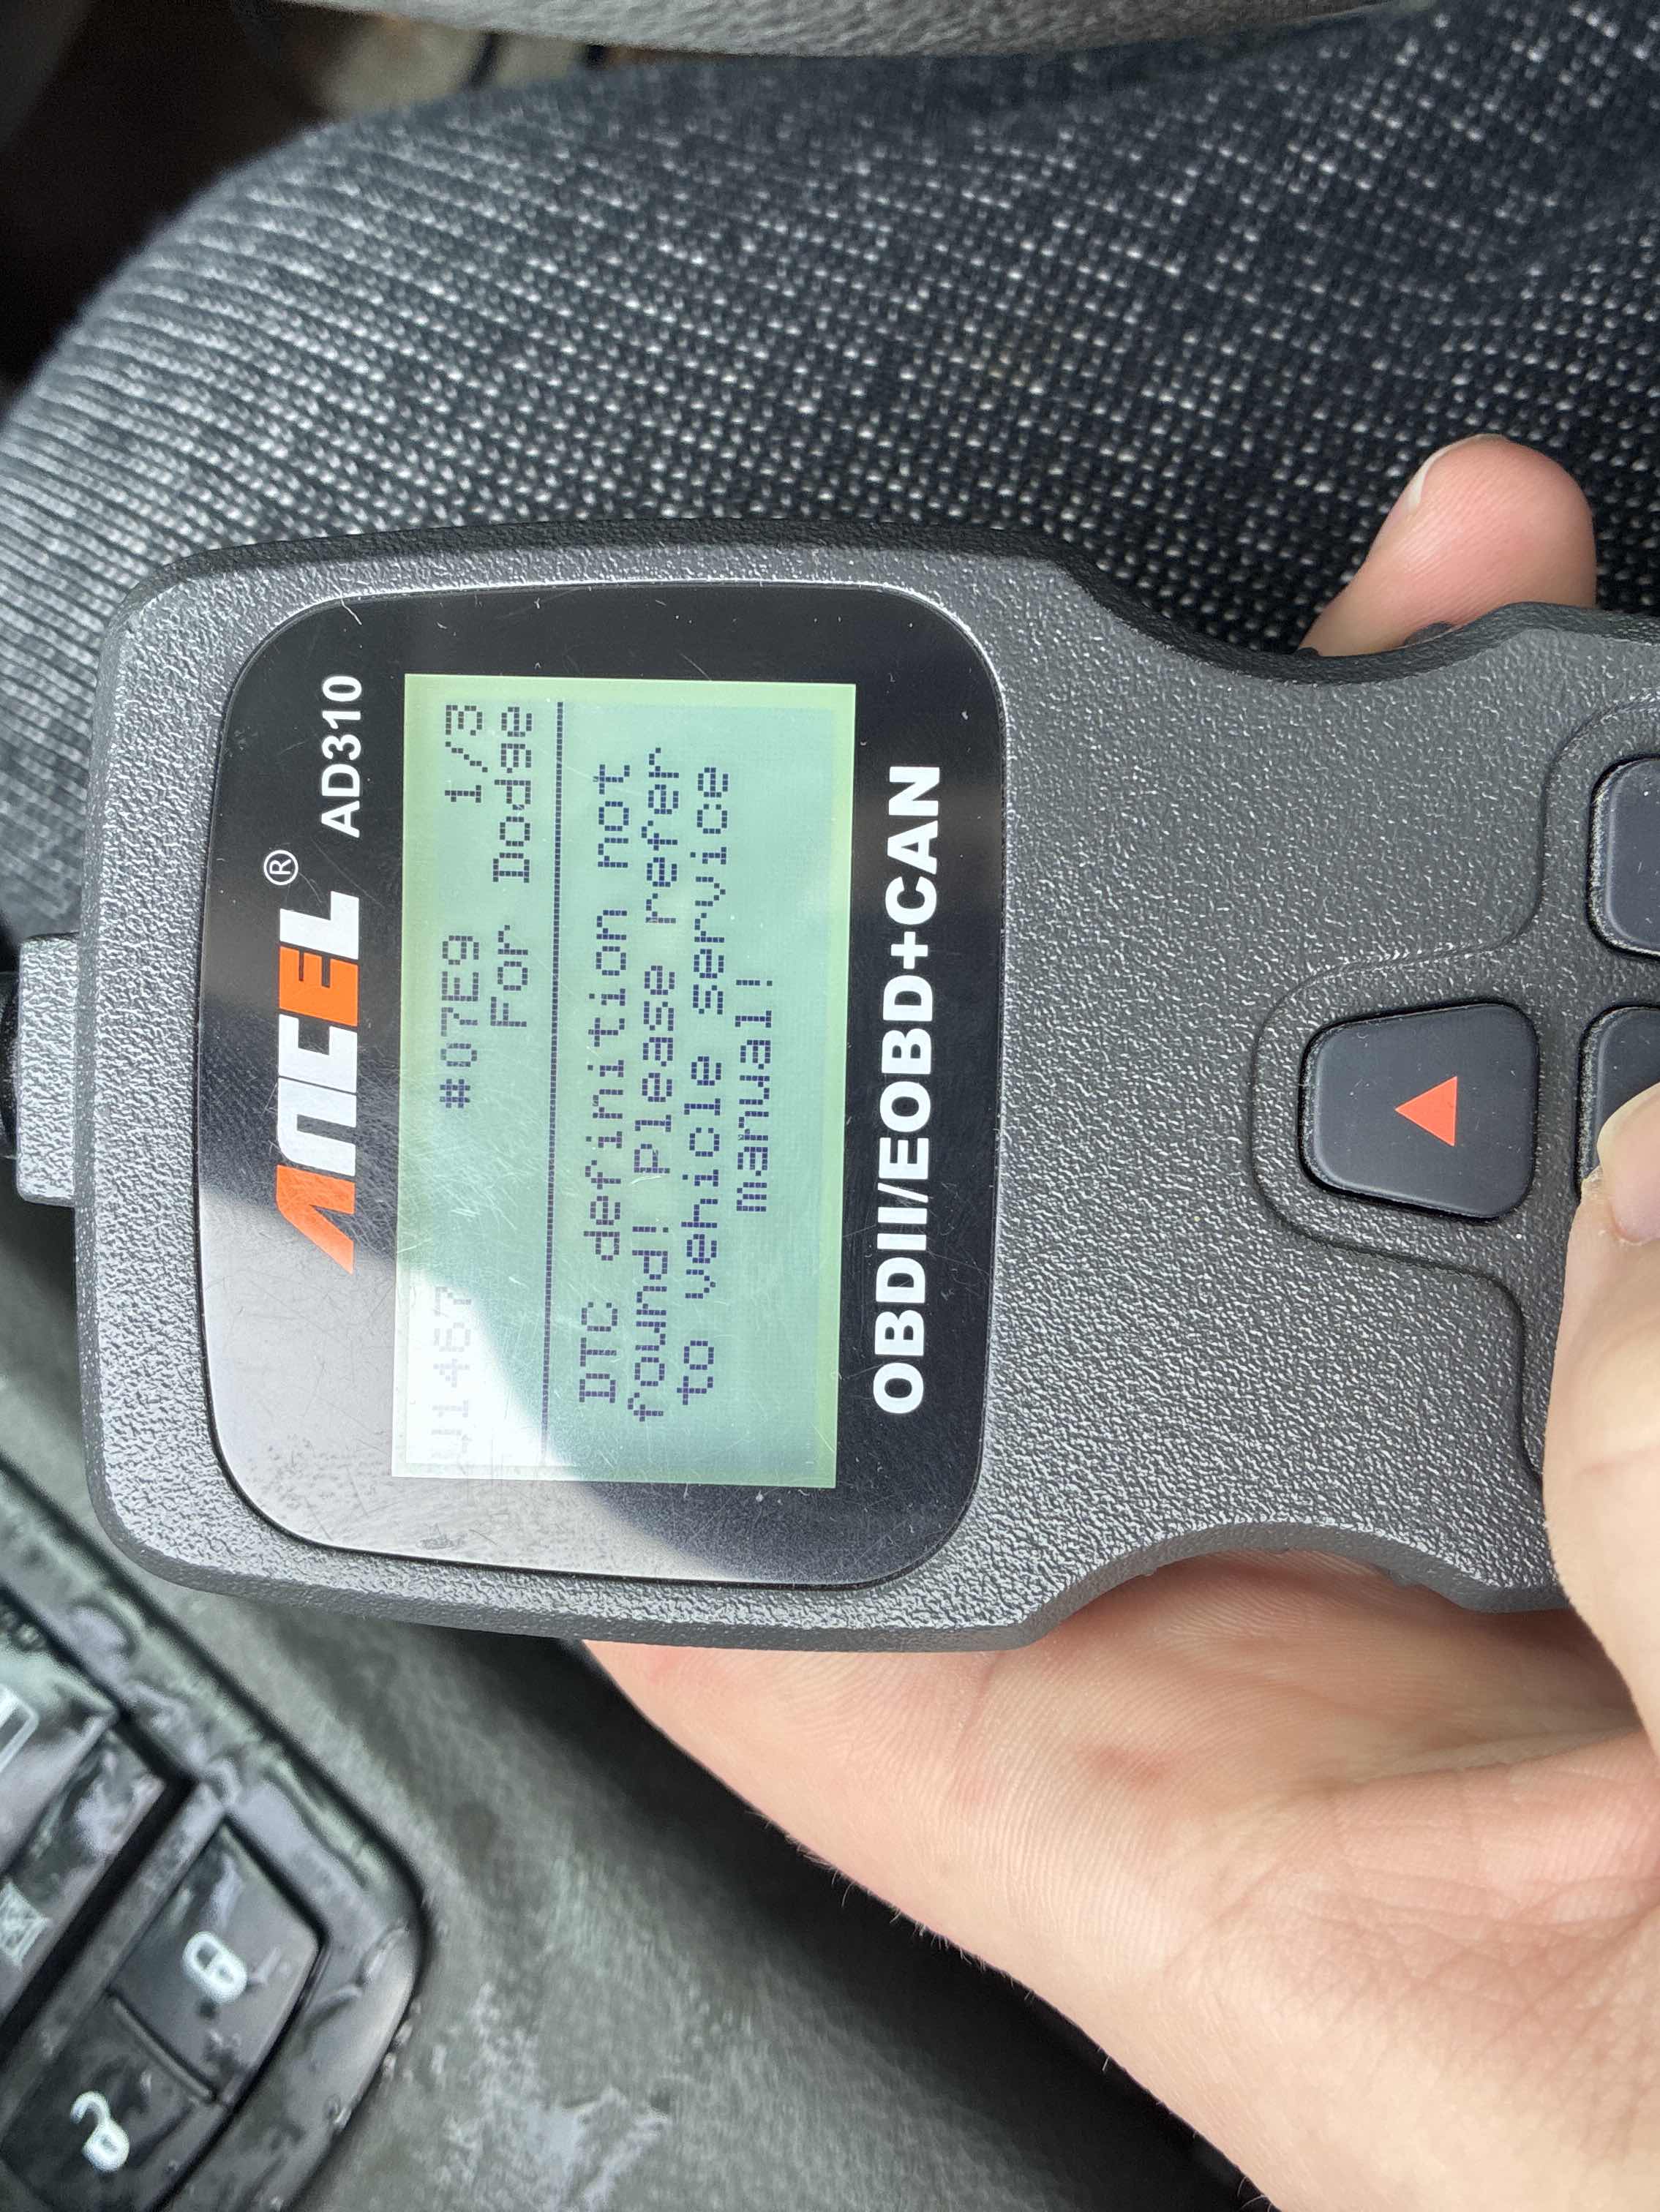 ANCEL® AD310
#07E9 1/3
For Dodge
DTC definition not
found! Please refer
to vehicle service
manual!
OBDII/EOBD+CAN